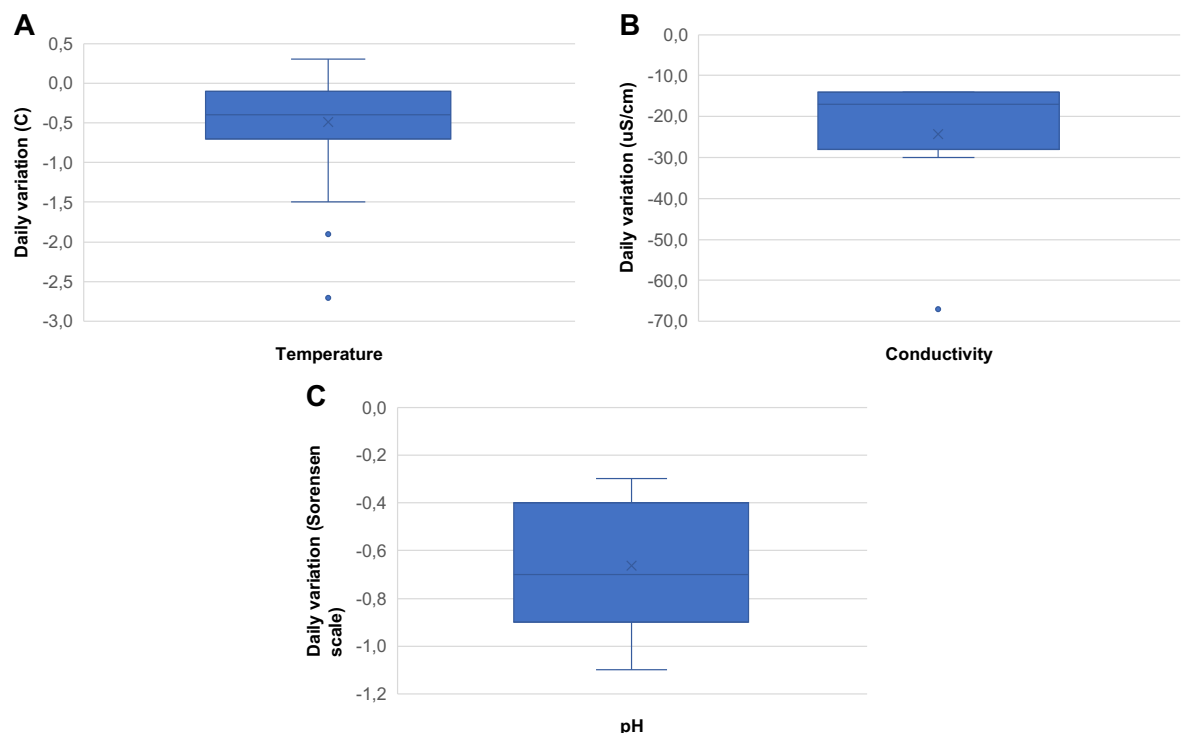 A
Daily variation (C)
0,5
0,0
-0,5
-1,0
-1,5
-2,0
-2,5
-3,0
Temperature
B
Daily variation (uS/cm)
0,0
-10,0
-20,0
-30,0
-40,0
-50,0
-60,0
-70,0
Conductivity
C
Daily variation (Sorensen
scale)
0,0
-0,2
-0,4
-0,6
-0,8
-1,0
-1,2
pH